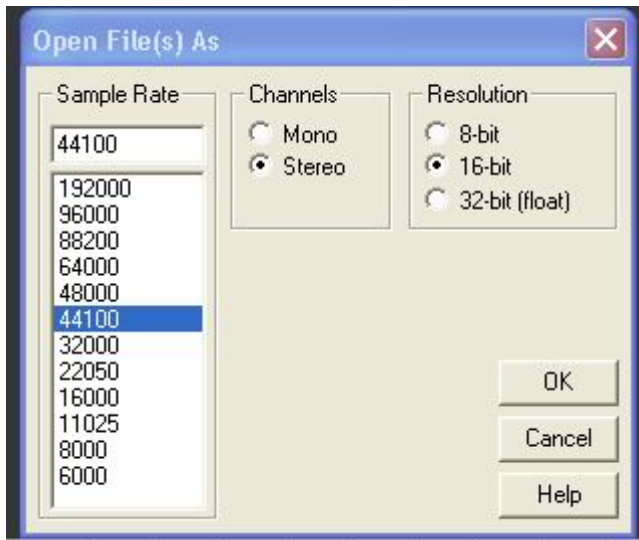 Open File(s) As
Sample Rate
44100
192000
96000
88200
64000
48000
44100
32000
22050
16000
11025
8000
6000
Channels
Mono
Stereo
Resolution
8-bit
16-bit
32-bit (float)
OK
Cancel
Help